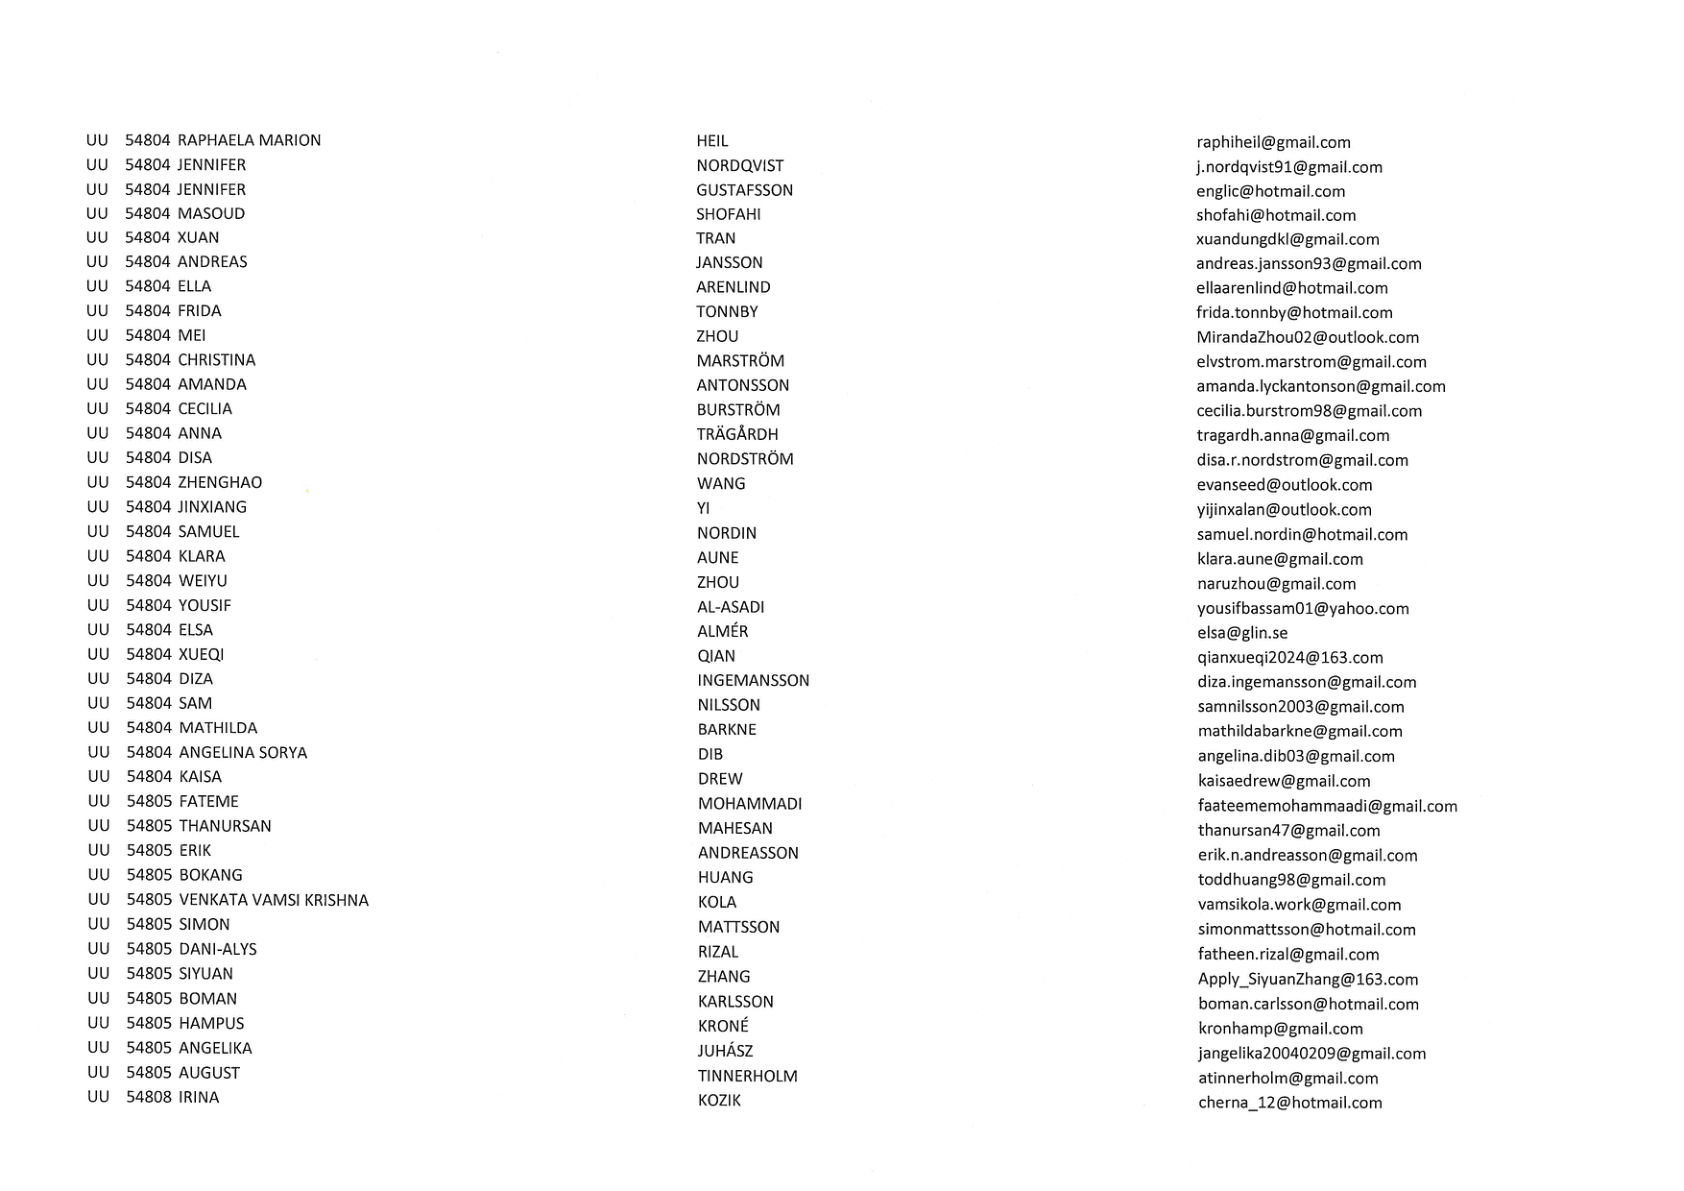 UU 54804 RAPHAELA MARION HEIL raphiheil@gmail.com
UU 54804 JENNIFER NORDQVIST j.nordqvist91@gmail.com
UU 54804 JENNIFER GUSTAFSSON englic@hotmail.com
UU 54804 MASOUD SHOFAHI shofahi@hotmail.com
UU 54804 XUAN TRAN xuandungdkl@gmail.com
UU 54804 ANDREAS JANSSON andreas.jansson93@gmail.com
UU 54804 ELLA ARENLIND ellaarenlind@hotmail.com
UU 54804 FRIDA TONNBY frida.tonnby@hotmail.com
UU 54804 MEI ZHOU MirandaZhou02@outlook.com
UU 54804 CHRISTINA MARSTRÖM elvstrom.marstrom@gmail.com
UU 54804 AMANDA ANTONSSON amanda.lyckantonson@gmail.com
UU 54804 CECILIA BURSTRÖM cecilia.burstrom98@gmail.com
UU 54804 ANNA TRÄGÅRDH tragardh.anna@gmail.com
UU 54804 DISA NORDSTRÖM disa.r.nordstrom@gmail.com
UU 54804 ZHENGHAO WANG evanseed@outlook.com
UU 54804 JINXIANG YI yijinxalan@outlook.com
UU 54804 SAMUEL NORDIN samuel.nordin@hotmail.com
UU 54804 KLARA AUNE klara.aune@gmail.com
UU 54804 WEIYU ZHOU naruzhou@gmail.com
UU 54804 YOUSIF AL-ASADI yousifbassam01@yahoo.com
UU 54804 ELSA ALMÉR elsa@glin.se
UU 54804 XUEQI QIAN qianxueqi2024@163.com
UU 54804 DIZA INGEMANSSON diza.ingemansson@gmail.com
UU 54804 SAM NILSSON samnilsson2003@gmail.com
UU 54804 MATHILDA BARKNE mathildabarkne@gmail.com
UU 54804 ANGELINA SORYA DIB angelina.dib03@gmail.com
UU 54804 KAISA DREW kaisaedrew@gmail.com
UU 54805 FATEME MOHAMMADI faateememohammaadi@gmail.com
UU 54805 THANURSAN MAHESAN thanursan47@gmail.com
UU 54805 ERIK ANDREASSON erik.n.andreasson@gmail.com
UU 54805 BOKANG HUANG toddhuang98@gmail.com
UU 54805 VENKATA VAMSI KRISHNA KOLA vamsikola.work@gmail.com
UU 54805 SIMON MATTSSON simonmattsson@hotmail.com
UU 54805 DANI-ALYS RIZAL fatheen.rizal@gmail.com
UU 54805 SIYUAN ZHANG Apply_SiyuanZhang@163.com
UU 54805 BOMAN KARLSSON boman.carlsson@hotmail.com
UU 54805 HAMPUS KRONÉ kronhamp@gmail.com
UU 54805 ANGELIKA JUHÁSZ jangelika20040209@gmail.com
UU 54805 AUGUST TINNERHOLM atinnerholm@gmail.com
UU 54808 IRINA KOZIK cherna_12@hotmail.com